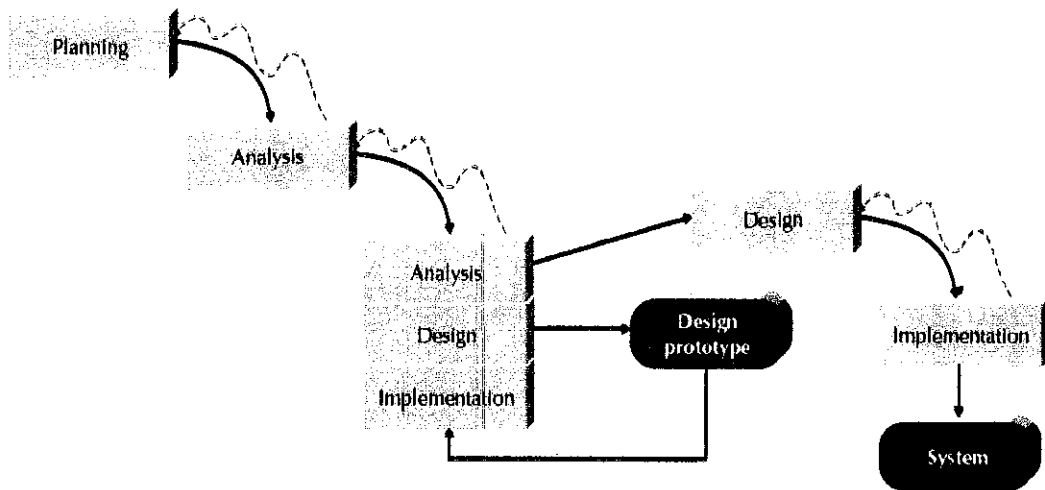 Planning
Analysis
Analysis
Design
Implementation
Design
prototype
Design
Implementation
System